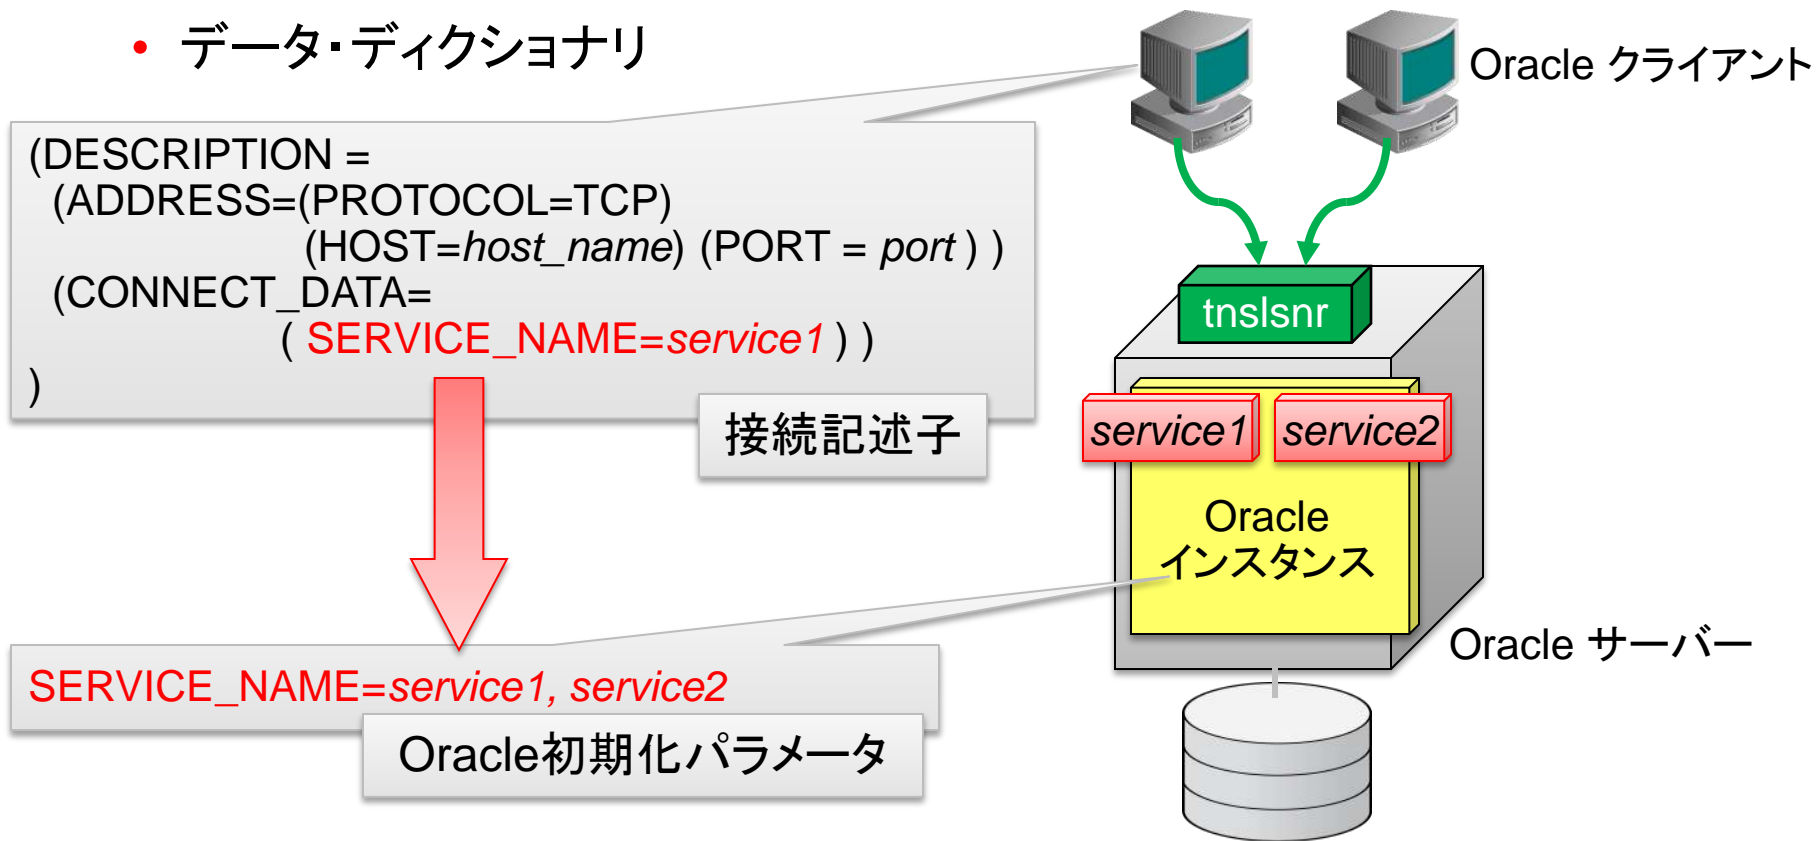 • データ・ディクショナリ
Oracle クライアント
(DESCRIPTION =
(ADDRESS=(PROTOCOL=TCP)
(HOST=host_name) (PORT = port ) )
(CONNECT_DATA=
( SERVICE_NAME=service1 ) )
)
接続記述子
tnslsnr
service1
service2
Oracle
インスタンス
Oracle サーバー
SERVICE_NAME=service1, service2
Oracle初期化パラメータ